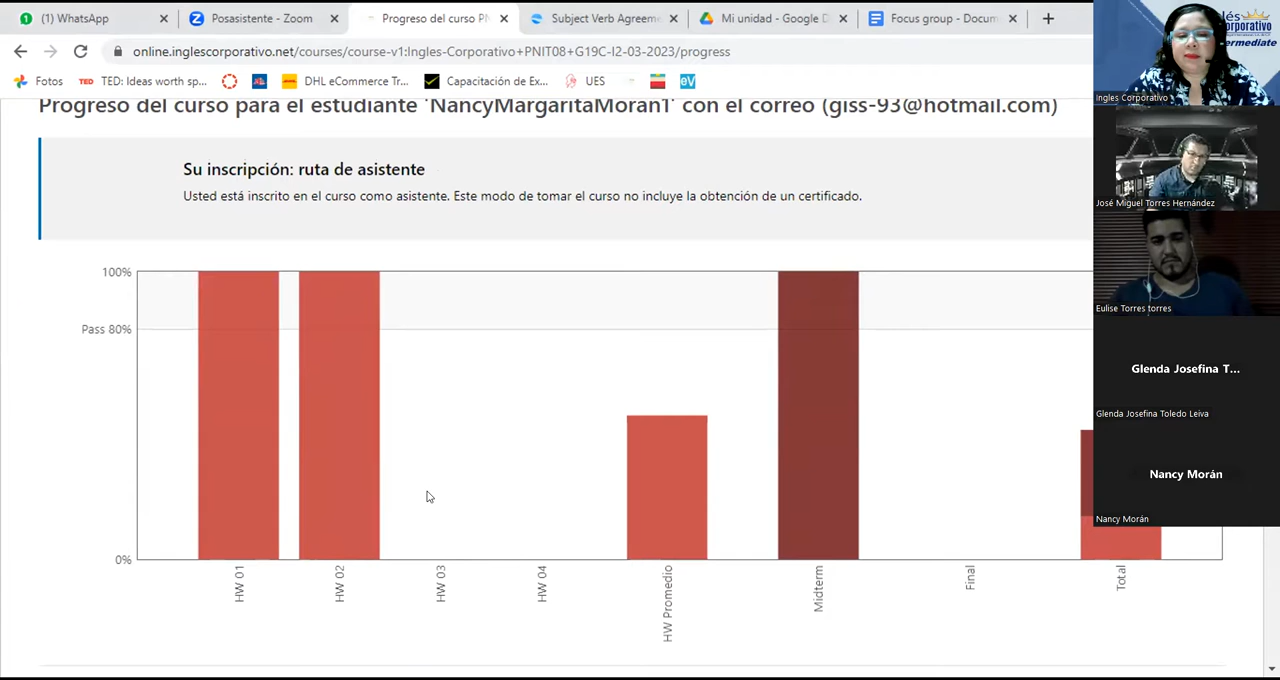 (1) WhatsApp
Posasistente - Zoom
Progreso del curso PN
Subject Verb Agreeme
Mi unidad - Google D
Focus group - Docum
online.inglescorporativo.net/courses/course-v1:Ingles-Corporativo+PNIT08+G19C-I2-03-2023/progress
Fotos
TED
TED: Ideas worth sp...
DHL eCommerce Tr...
Capacitación de Ex...
UES
eV
Progreso del curso para el estudiante 'NancyMargaritaMoran1' con el correo (giss-93@hotmail.com)
Su inscripción: ruta de asistente
Usted está inscrito en el curso como asistente. Este modo de tomar el curso no incluye la obtención de un certificado.
100%
Pass 80%
0%
HW 01
HW 02
HW 03
HW 04
HW Promedio
Midterm
Final
Total
Ingles Corporativo
José Miguel Torres Hernández
Eulise Torres torres
Glenda Josefina T...
Glenda Josefina Toledo Leiva
Nancy Morán
Nancy Morán